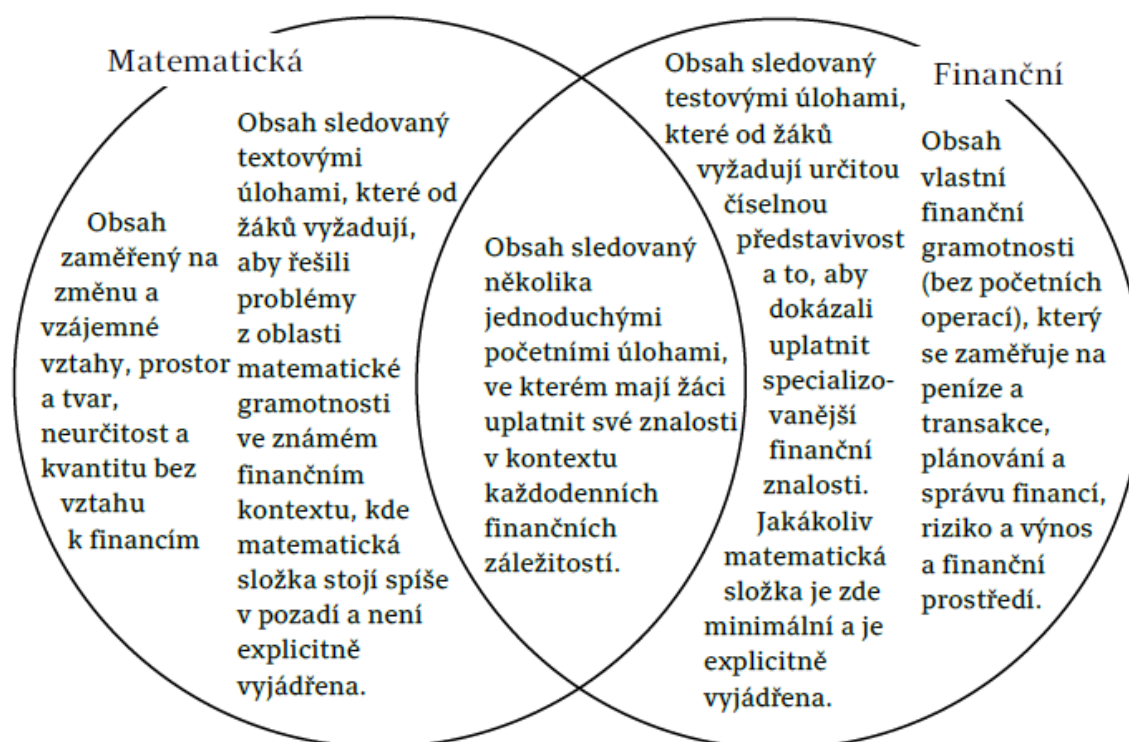 Matematická
Obsah
zaměřený na
změnu a
vzájemné
vztahy, prostor
a tvar,
neurčitost a
kvantitu bez
vztahu
k financím
Obsah sledovaný
textovými
úlohami, které od
žáků vyžadují,
aby řešili
problémy
z oblasti
matematické
gramotnosti
ve známém
finančním
kontextu, kde
matematická
složka stojí spíše
v pozadí a není
explicitně
vyjádřena.
Obsah sledovaný
několika
jednoduchými
početními úlohami,
ve kterém mají žáci
uplatnit své znalosti
v kontextu
každodenních
finančních
záležitostí.
Obsah sledovaný
testovými úlohami,
které od žáků
vyžadují určitou
číselnou
představivost
a to, aby
dokázali
uplatnit
specializo-
vanější
finanční
znalosti.
Jakákoliv
matematická
složka je zde
minimální a je
explicitně
vyjádřena.
Finanční
Obsah
vlastní
finanční
gramotnosti
(bez početních
operací), který
se zaměřuje na
peníze a
transakce,
plánování a
správu financí,
riziko a výnos
a finanční
prostředí.